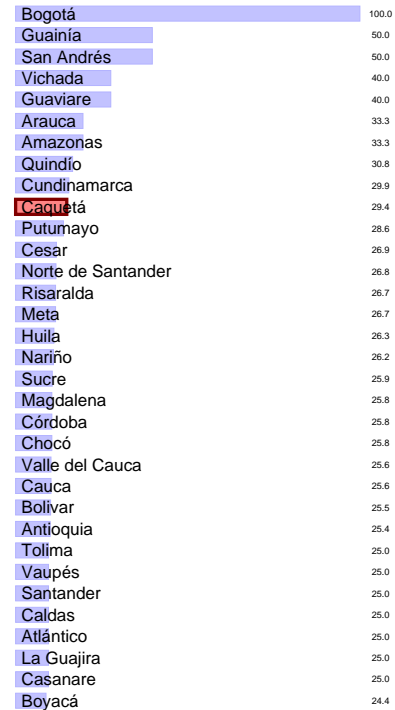 Bogotá 100.0
Guainía 50.0
San Andrés 50.0
Vichada 40.0
Guaviare 40.0
Arauca 33.3
Amazonas 33.3
Quindío 30.8
Cundinamarca 29.9
Caquetá 29.4
Putumayo 28.6
Cesar 26.9
Norte de Santander 26.8
Risaralda 26.7
Meta 26.7
Huila 26.3
Nariño 26.2
Sucre 25.9
Magdalena 25.8
Córdoba 25.8
Chocó 25.8
Valle del Cauca 25.6
Cauca 25.6
Bolivar 25.5
Antioquia 25.4
Tolima 25.0
Vaupés 25.0
Santander 25.0
Caldas 25.0
Atlántico 25.0
La Guajira 25.0
Casanare 25.0
Boyacá 24.4